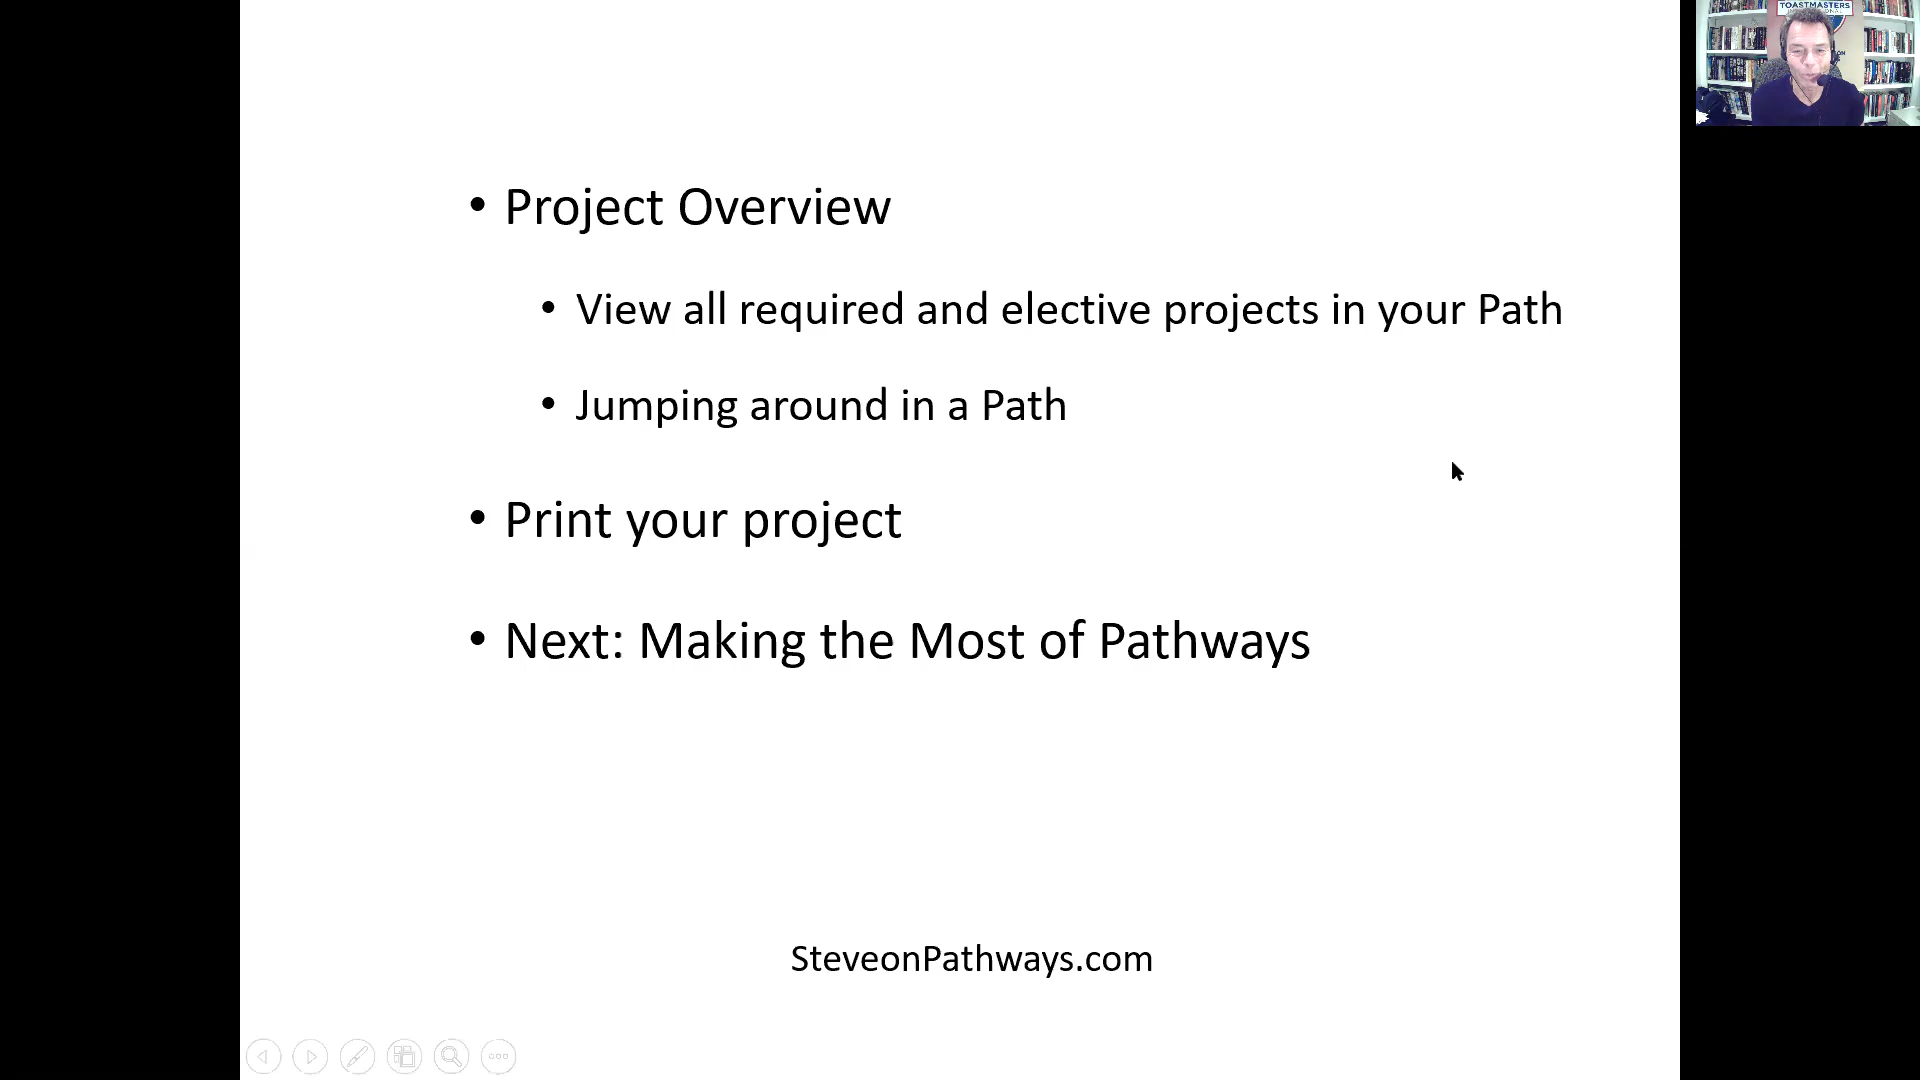 TOASTMASTERS
• Project Overview
• View all required and elective projects in your Path
• Jumping around in a Path
• Print your project
• Next: Making the Most of Pathways
SteveonPathways.com